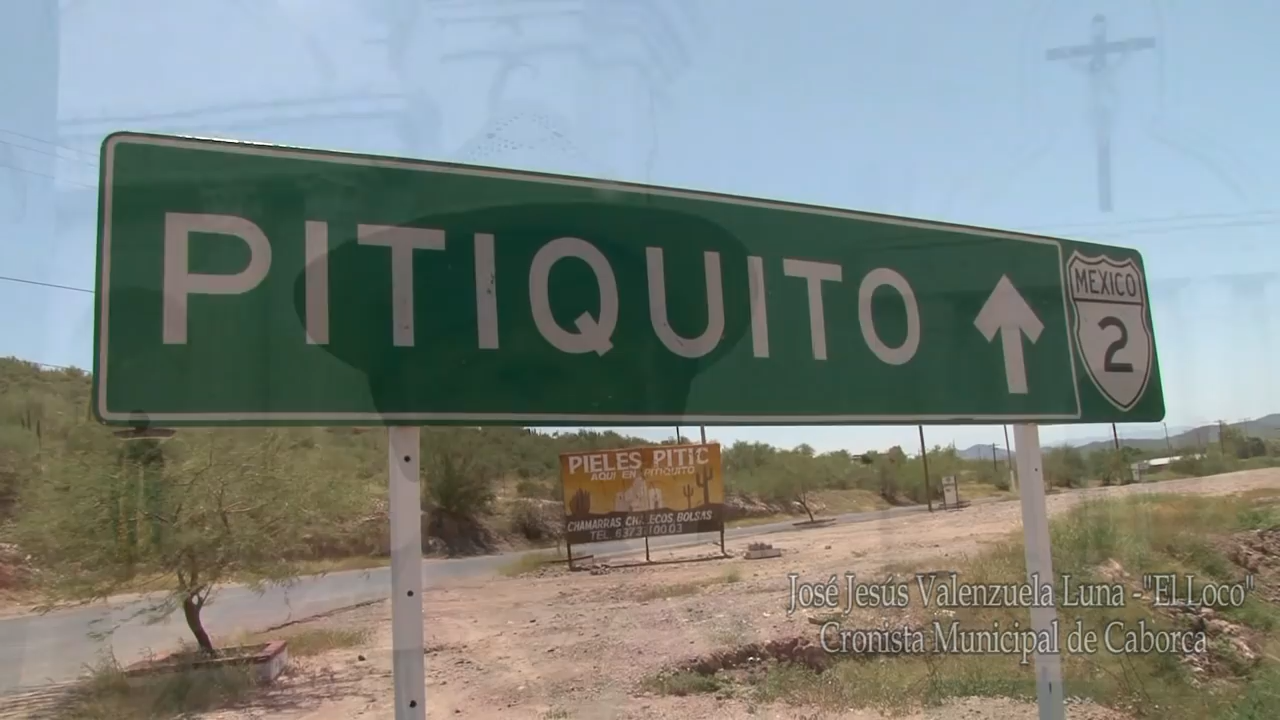 PITIQUITO
MEXICO
2
PIELES PITIC
AQUI EN PITIQUITO
CHAMARRAS CHALECOS BOLSAS
TEL.
José Jesús Valenzuela Luna - "El Loco"
Cronista Municipal de Caborca